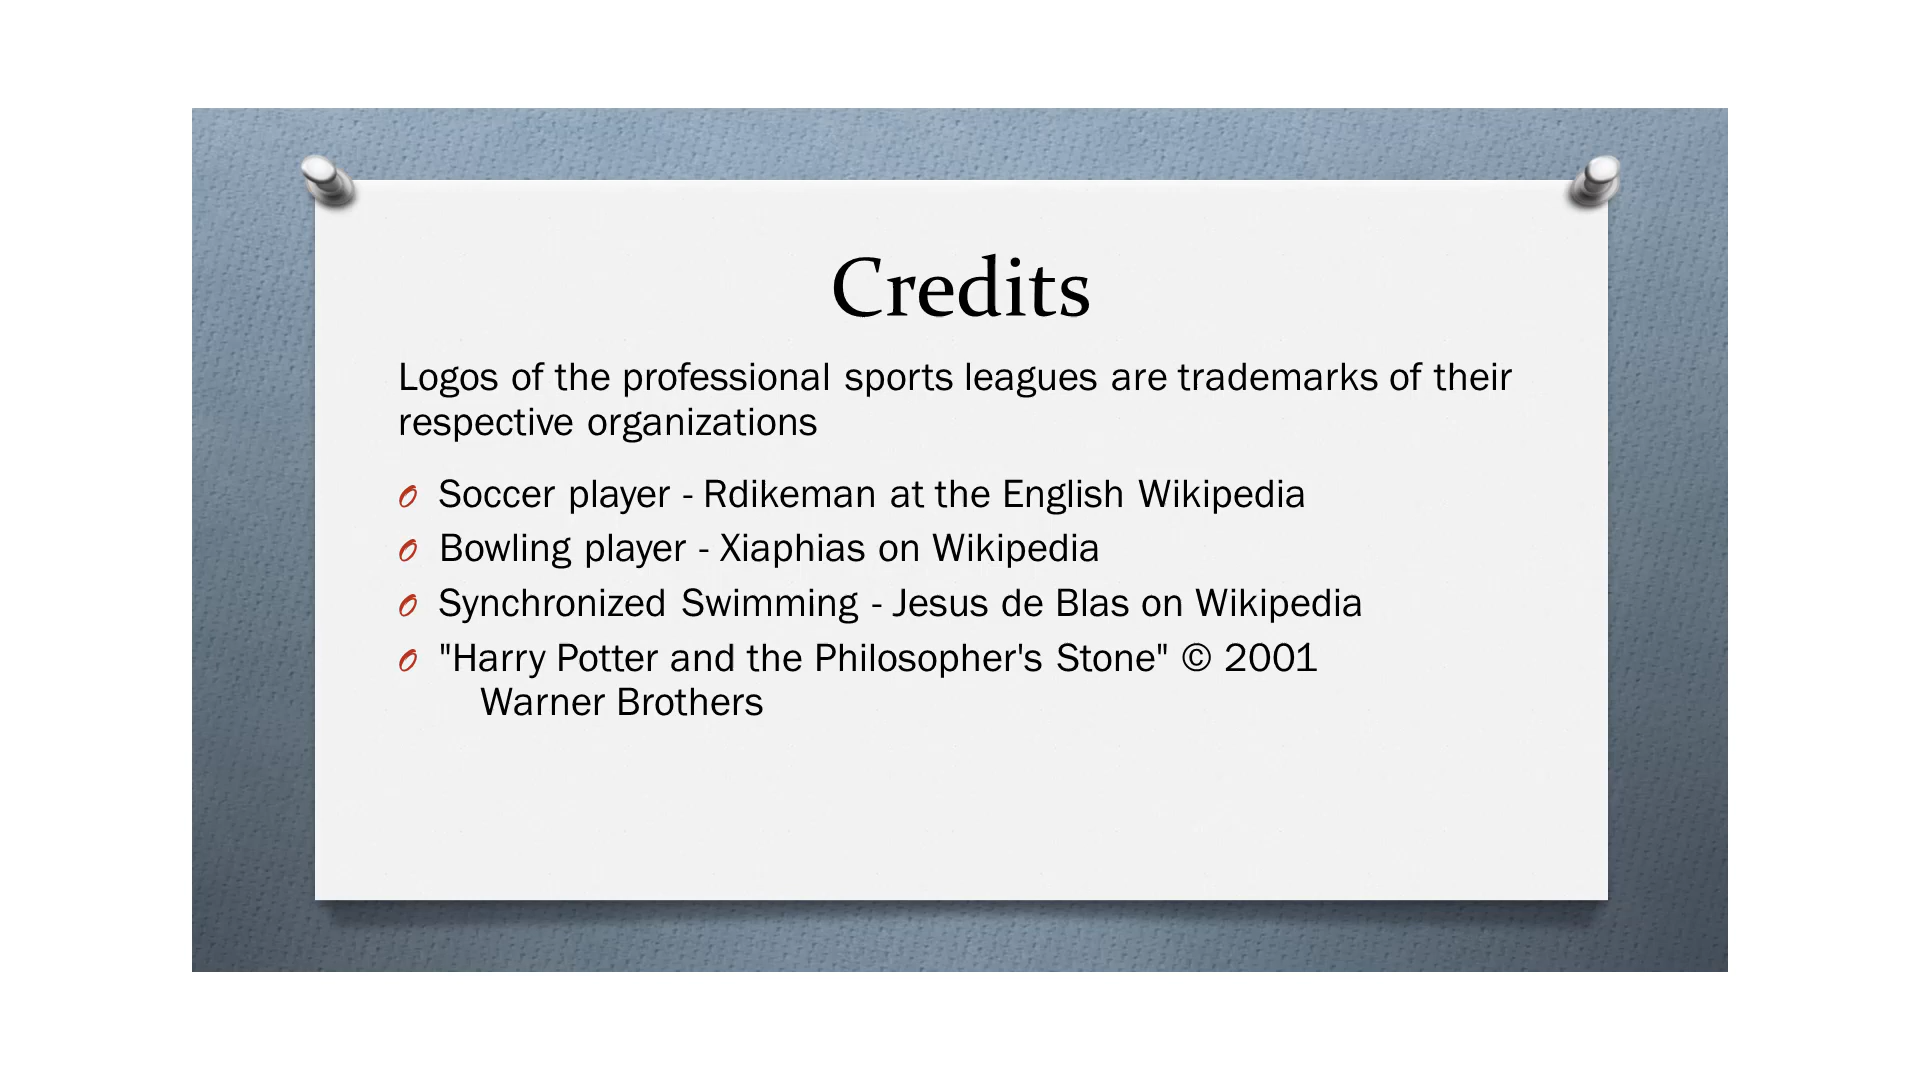 Credits
Logos of the professional sports leagues are trademarks of their
respective organizations
Soccer player - Rdikeman at the English Wikipedia
Bowling player - Xiaphias on Wikipedia
Synchronized Swimming - Jesus de Blas on Wikipedia
"Harry Potter and the Philosopher's Stone" © 2001
Warner Brothers